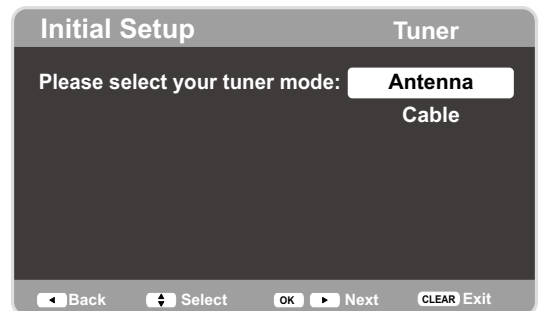 Initial Setup Tuner
Please select your tuner mode: Antenna
Cable
Back Select OK Next CLEAR Exit